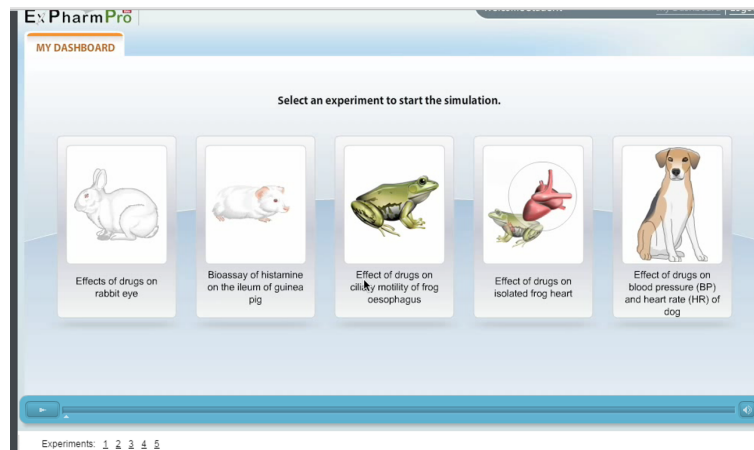 ExPharmPro
MY DASHBOARD
Select an experiment to start the simulation.
Effects of drugs on
rabbit eye
Bioassay of histamine
on the ileum of guinea
pig
Effect of drugs on
ciliary motility of frog
oesophagus
Effect of drugs on
isolated frog heart
Effect of drugs on
blood pressure (BP)
and heart rate (HR) of
dog
Experiments: 1 2 3 4 5